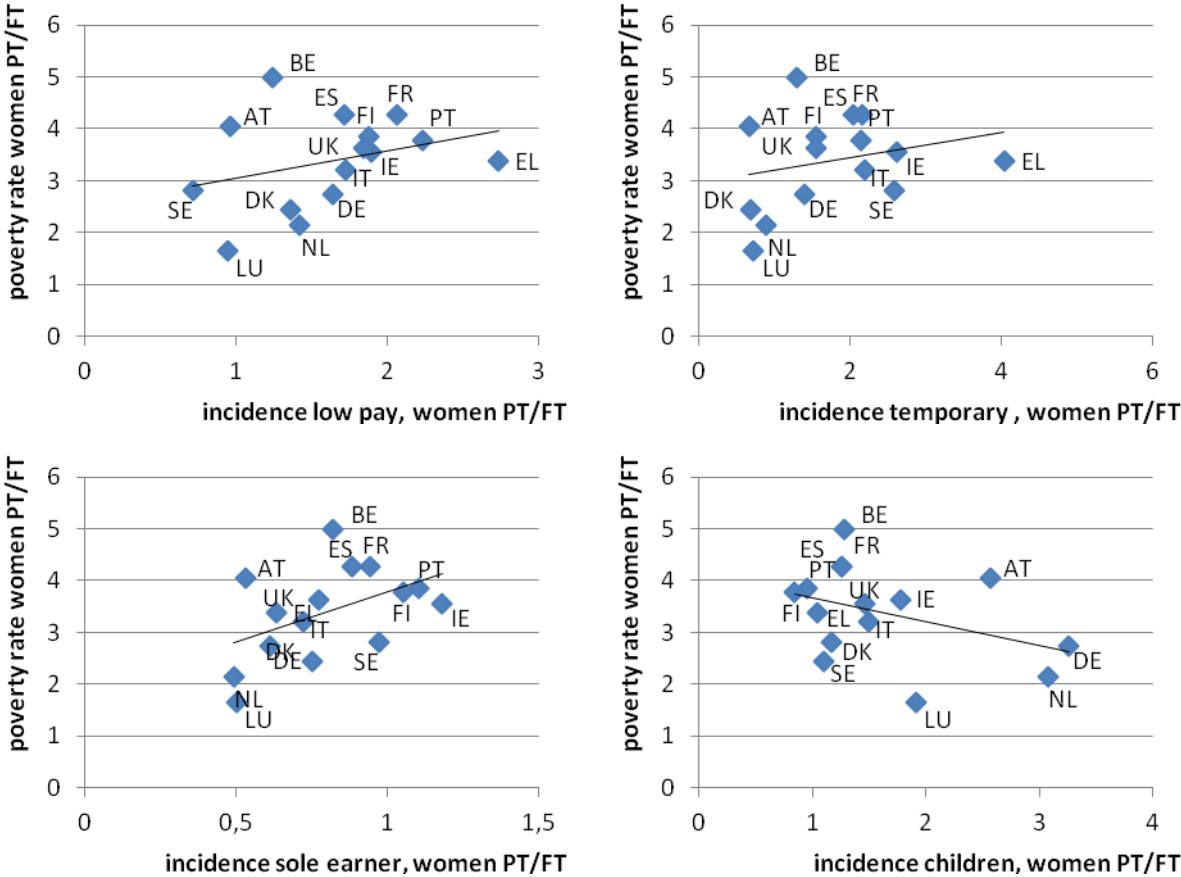 poverty rate women PT/FT
6
5
4
3
2
1
0
BE
ES
FR
AT
FI
PT
UK
EL
IE
IT
SE
DK
DE
NL
LU
0 1 2 3
incidence low pay, women PT/FT
poverty rate women PT/FT
6
5
4
3
2
1
0
BE
ES FR
AT FI PT
UK
IE EL
IT
DK DE SE
NL
LU
0 2 4 6
incidence temporary , women PT/FT
poverty rate women PT/FT
6
5
4
3
2
1
0
BE
ES FR
AT PT
UK EL FI IE
IT
DK DE SE
NL
LU
0 0,5 1 1,5
incidence sole earner, women PT/FT
poverty rate women PT/FT
6
5
4
3
2
1
0
BE
ES FR
PT AT
UK
FI EL IE
IT
DK DE
SE
NL
LU
0 1 2 3 4
incidence children, women PT/FT